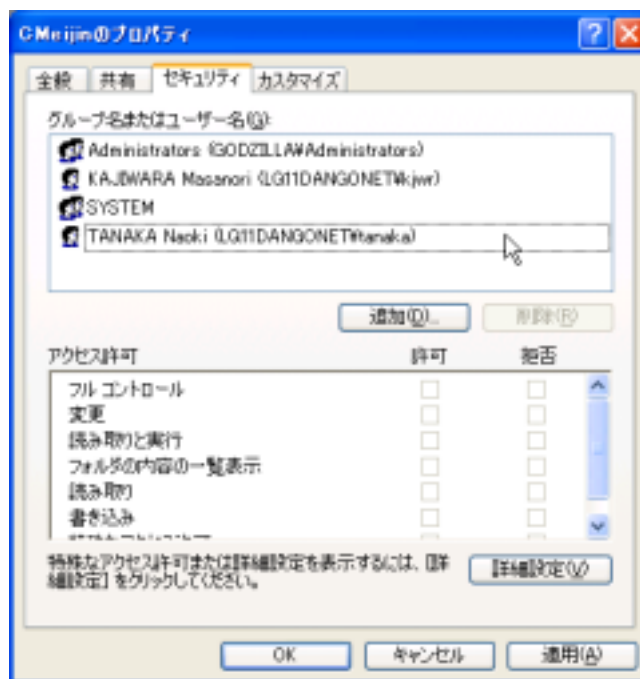 CMeijinのプロパティ
全般 共有 セキュリティ カスタマイズ
グループ名またはユーザー名(G):
Administrators (GODZILLA¥Administrators)
KAJIWARA Masanori (LG11DANGONET¥kjwr)
SYSTEM
TANAKA Naoki (LG11DANGONET¥tanaka)
追加(D)... 削除(R)
アクセス許可 許可 拒否
フル コントロール
変更
読み取りと実行
フォルダの内容の一覧表示
読み取り
書き込み
特殊なアクセス許可または詳細設定を表示するには、[詳
細設定] をクリックしてください。
詳細設定(V)
OK キャンセル 適用(A)